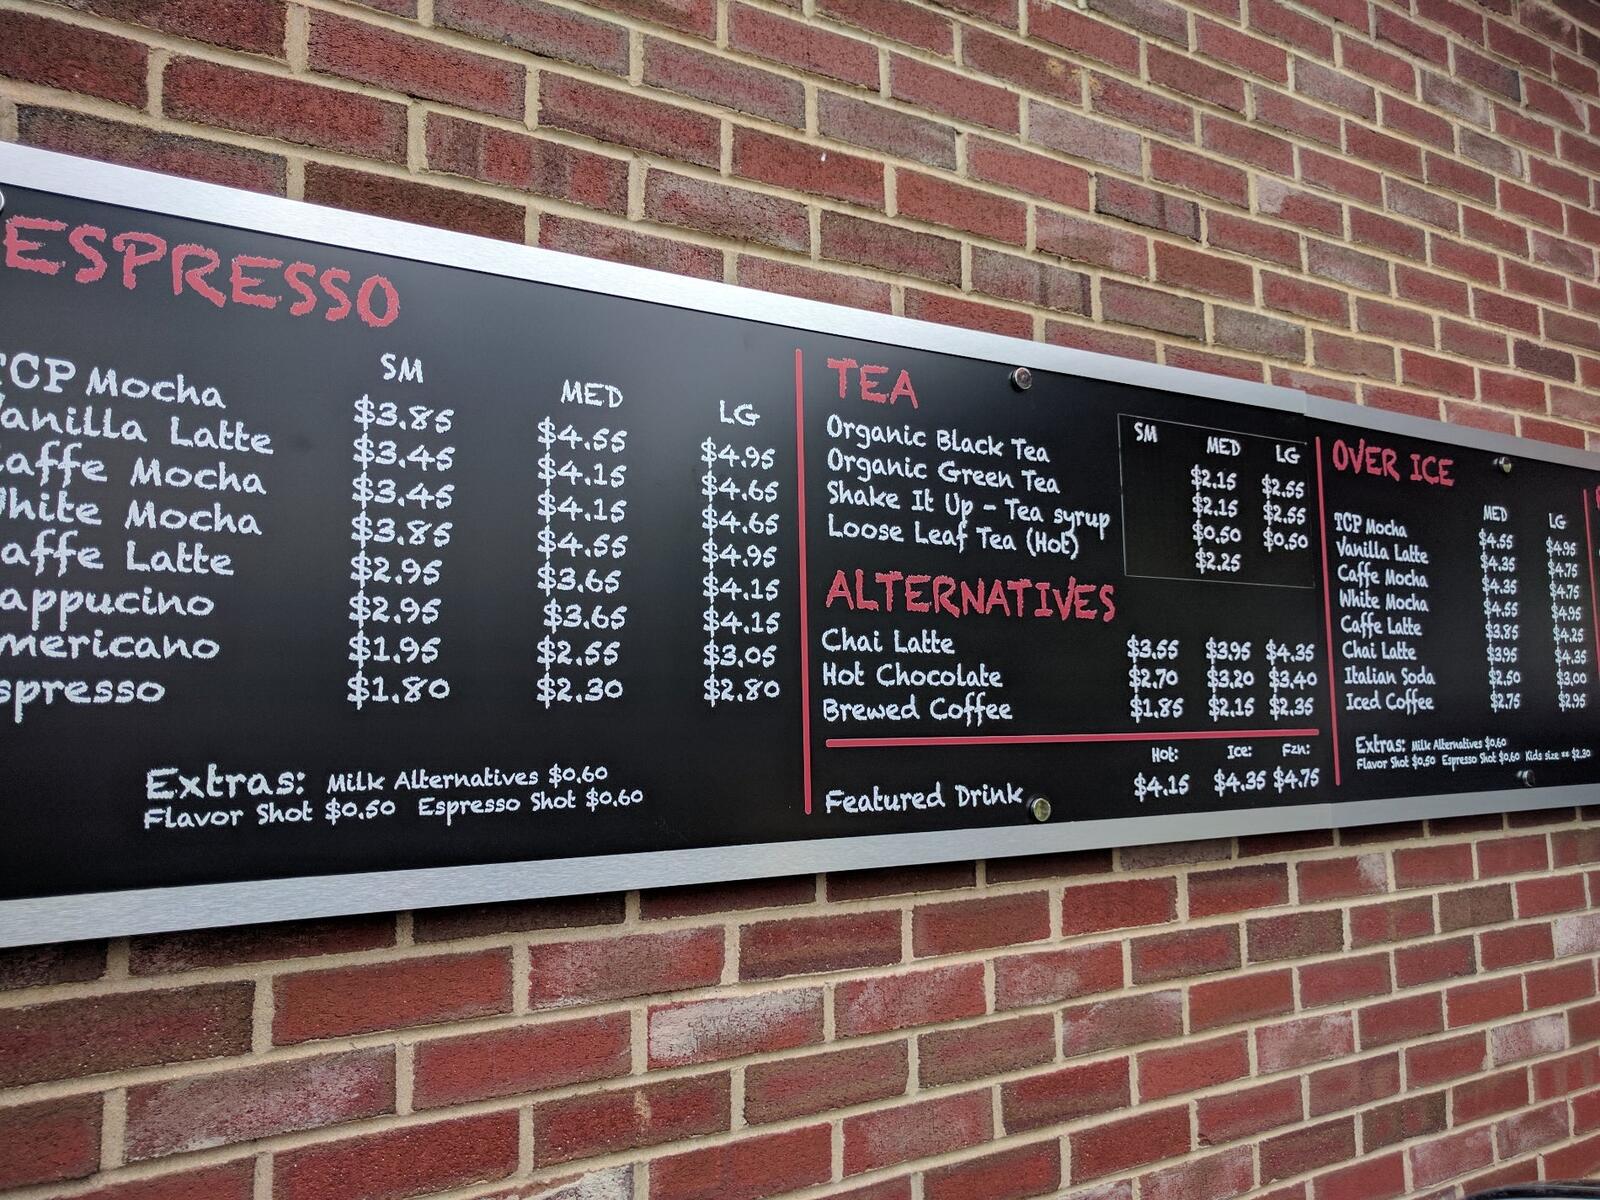 ESPRESSO
SM MED LG
TCP Mocha $3.85 $4.55 $4.95
Vanilla Latte $3.45 $4.15 $4.65
Caffe Mocha $3.45 $4.15 $4.65
White Mocha $3.85 $4.55 $4.95
Caffe Latte $2.95 $3.65 $4.15
appucino $2.95 $3.65 $4.15
mericano $1.95 $2.55 $3.05
spresso $1.80 $2.30 $2.80
Extras: Milk Alternatives $0.60
Flavor Shot $0.50 Espresso Shot $0.60
TEA
SM MED LG
Organic Black Tea $2.15 $2.55
Organic Green Tea $2.15 $2.55
Shake It Up - Tea syrup $0.50 $0.50
Loose Leaf Tea (Hot) $2.25
ALTERNATIVES
Chai Latte $3.55 $3.95 $4.35
Hot Chocolate $2.70 $3.20 $3.40
Brewed Coffee $1.85 $2.15 $2.35
Hot: Ice: Fzn:
Featured Drink $4.15 $4.35 $4.75
OVER ICE
MED LG
TCP Mocha $4.55 $4.95
Vanilla Latte $4.35 $4.75
Caffe Mocha $4.35 $4.75
White Mocha $4.55 $4.95
Caffe Latte $3.85 $4.25
Chai Latte $3.95 $4.35
Italian Soda $2.50 $3.00
Iced Coffee $2.75 $2.95
Extras: Milk Alternatives $0.60
Flavor Shot $0.50 Espresso Shot $0.60 Kids size == $2.30